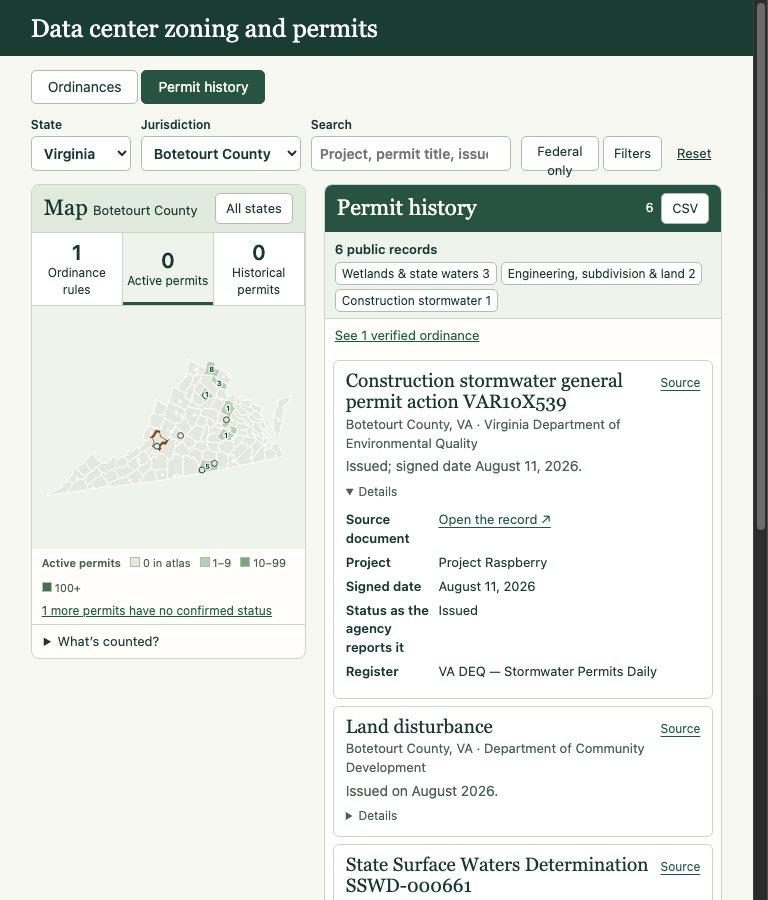 Data center zoning and permits
Ordinances
Permit history
State
Jurisdiction
Search
Virginia
Botetourt County
Project, permit title, issue
Federal only
Filters
Reset
Map Botetourt County
All states
1
Ordinance rules
0
Active permits
0
Historical permits
8
3
1
1
1
5
Active permits
0 in atlas
1–9
10–99
100+
1 more permits have no confirmed status
What's counted?
Permit history
6
CSV
6 public records
Wetlands & state waters 3
Engineering, subdivision & land 2
Construction stormwater 1
See 1 verified ordinance
Construction stormwater general
permit action VAR10X539
Source
Botetourt County, VA · Virginia Department of
Environmental Quality
Issued; signed date August 11, 2026.
Details
Source document
Open the record ↗
Project
Project Raspberry
Signed date
August 11, 2026
Status as the agency reports it
Issued
Register
VA DEQ — Stormwater Permits Daily
Land disturbance
Source
Botetourt County, VA · Department of Community
Development
Issued on August 2026.
Details
State Surface Waters Determination
SSWD-000661
Source